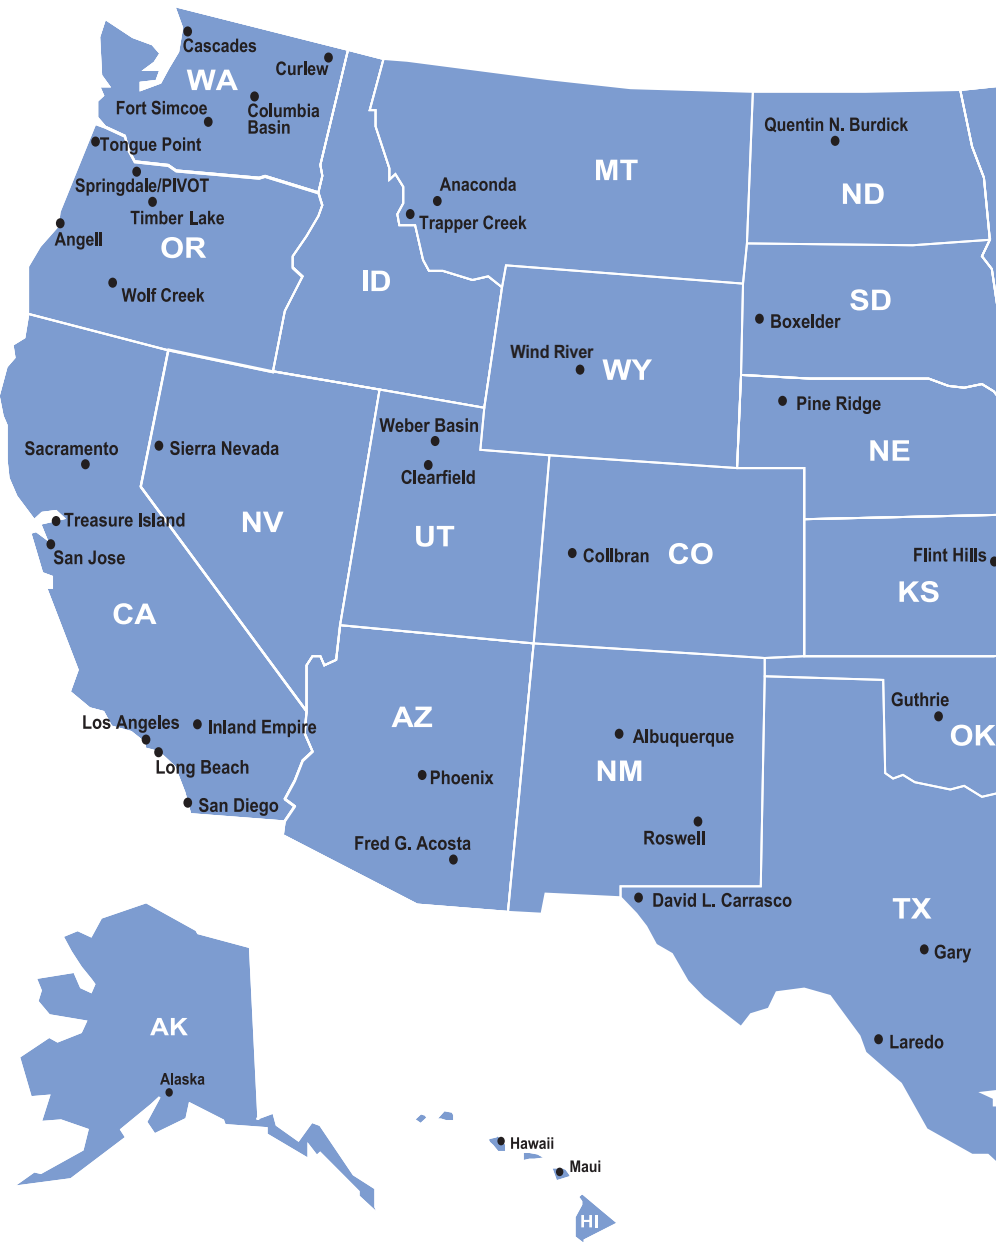 Cascades
Curlew
WA
Fort Simcoe
Columbia
Basin
Tongue Point
Springdale/PIVOT
Timber Lake
Angell
OR
Wolf Creek
ID
MT
Anaconda
Trapper Creek
Quentin N. Burdick
ND
SD
Boxelder
Wind River
WY
Pine Ridge
NE
Weber Basin
Clearfield
UT
Sacramento
Sierra Nevada
NV
Treasure Island
San Jose
CA
Collbran
CO
Flint Hills
KS
Los Angeles
Inland Empire
Long Beach
San Diego
AZ
Phoenix
Fred G. Acosta
Albuquerque
NM
Roswell
Guthrie
OK
David L. Carrasco
TX
Gary
Laredo
AK
Alaska
Hawaii
Maui
HI